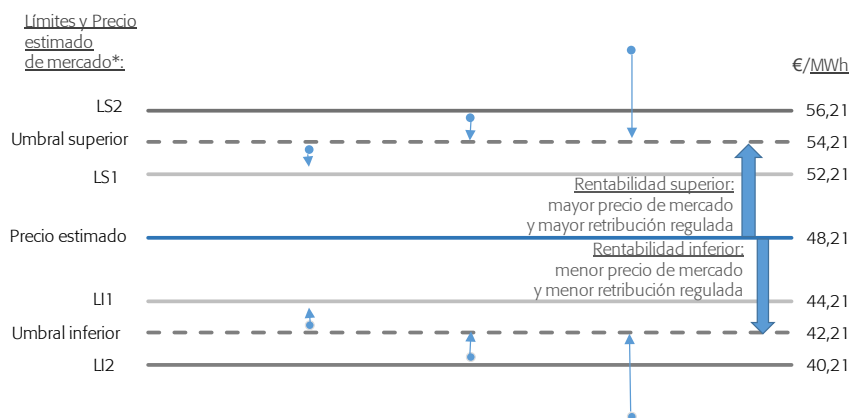 Límites y Precio
estimado
de mercado*:
€/MWh
LS2
56,21
Umbral superior
54,21
LS1
52,21
Rentabilidad superior:
mayor precio de mercado
y mayor retribución regulada
Precio estimado
48,21
Rentabilidad inferior:
menor precio de mercado
y menor retribución regulada
LI1
44,21
Umbral inferior
42,21
LI2
40,21